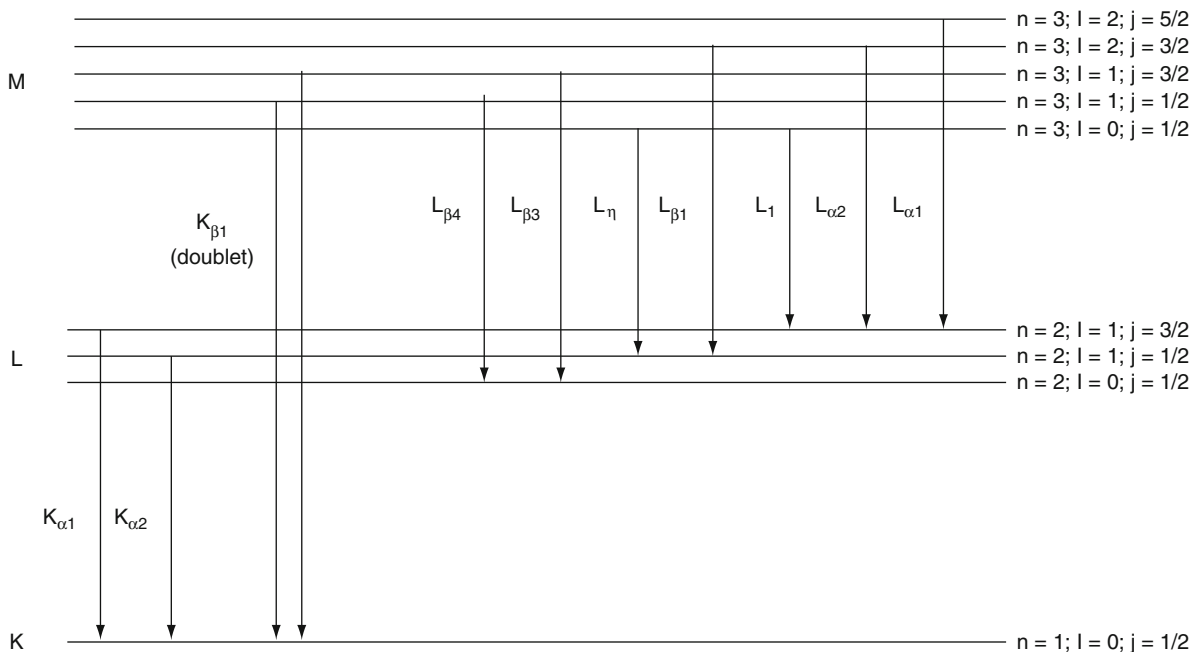 n = 3; l = 2; j = 5/2
n = 3; l = 2; j = 3/2
M
n = 3; l = 1; j = 3/2
n = 3; l = 1; j = 1/2
n = 3; l = 0; j = 1/2
Kβ1
(doublet)
Lβ4
Lβ3
Lη
Lβ1
L1
Lα2
Lα1
n = 2; l = 1; j = 3/2
L
n = 2; l = 1; j = 1/2
n = 2; l = 0; j = 1/2
Kα1
Kα2
K
n = 1; l = 0; j = 1/2